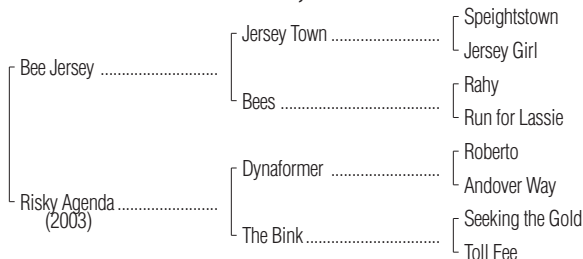 Speightstown
Jersey Town ........................
Jersey Girl
Bee Jersey ..........................
Rahy
Bees ...................................
Run for Lassie
Roberto
Dynaformer ........................
Andover Way
Risky Agenda ......................
(2003)
Seeking the Gold
The Bink..............................
Toll Fee